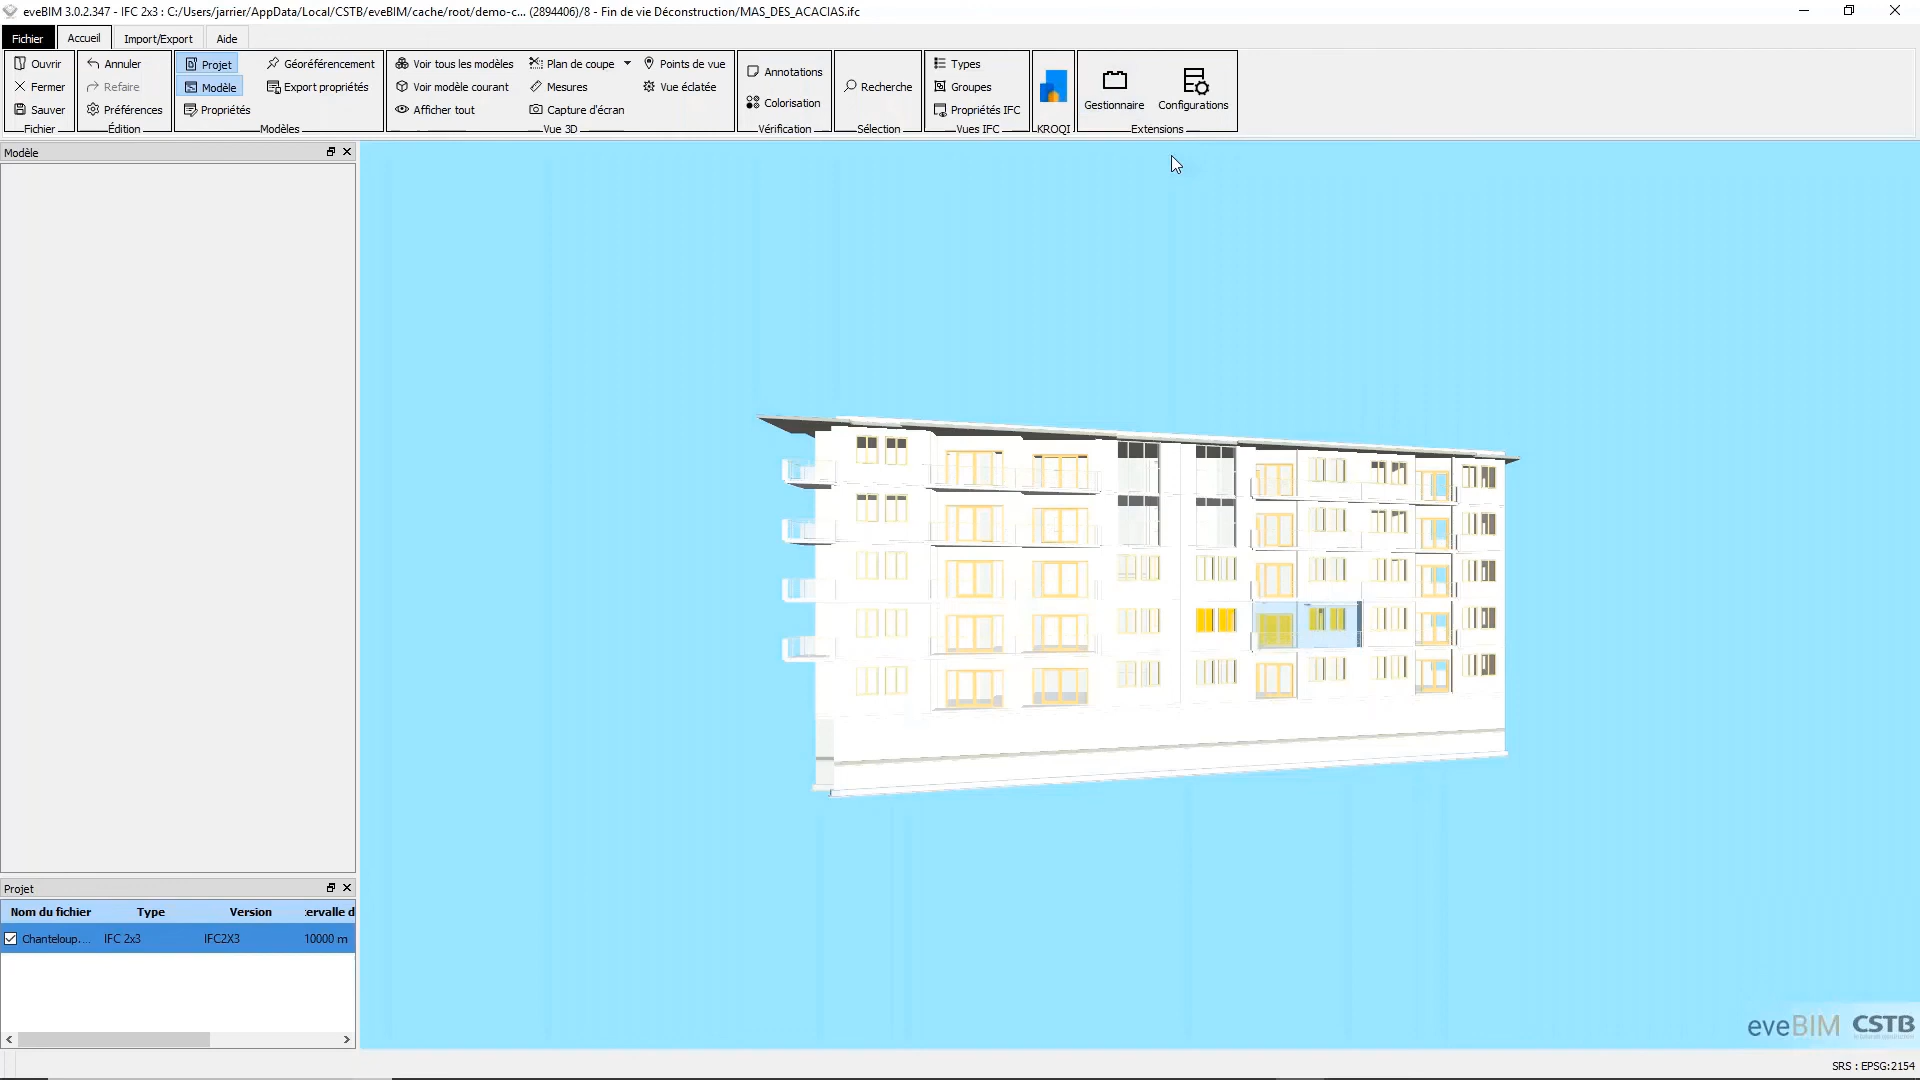 eveBIM 3.0.2.347 - IFC 2x3 : C:/Users/jarrier/AppData/Local/CSTB/eveBIM/cache/root/demo-c... (2894406)/8 - Fin de vie Déconstruction/MAS_DES_ACACIAS.ifc
Fichier Accueil Import/Export Aide
Ouvrir
Fermer
Sauver
Fichier
Annuler
Refaire
Préférences
Édition
Projet Géoréférencement
Modèle Export propriétés
Propriétés
Modèles
Voir tous les modèles Plan de coupe Points de vue
Voir modèle courant Mesures Vue éclatée
Afficher tout Capture d'écran
Vue 3D
Annotations
Colorisation
Vérification
Recherche
Sélection
Types
Groupes
Propriétés IFC
Vues IFC
KROQI
Gestionnaire Configurations
Extensions
Modèle
Projet
Nom du fichier Type Version :ervalle d
Chanteloup.... IFC 2x3 IFC2X3 10000 m
eveBIM CSTB
SRS : EPSG:2154